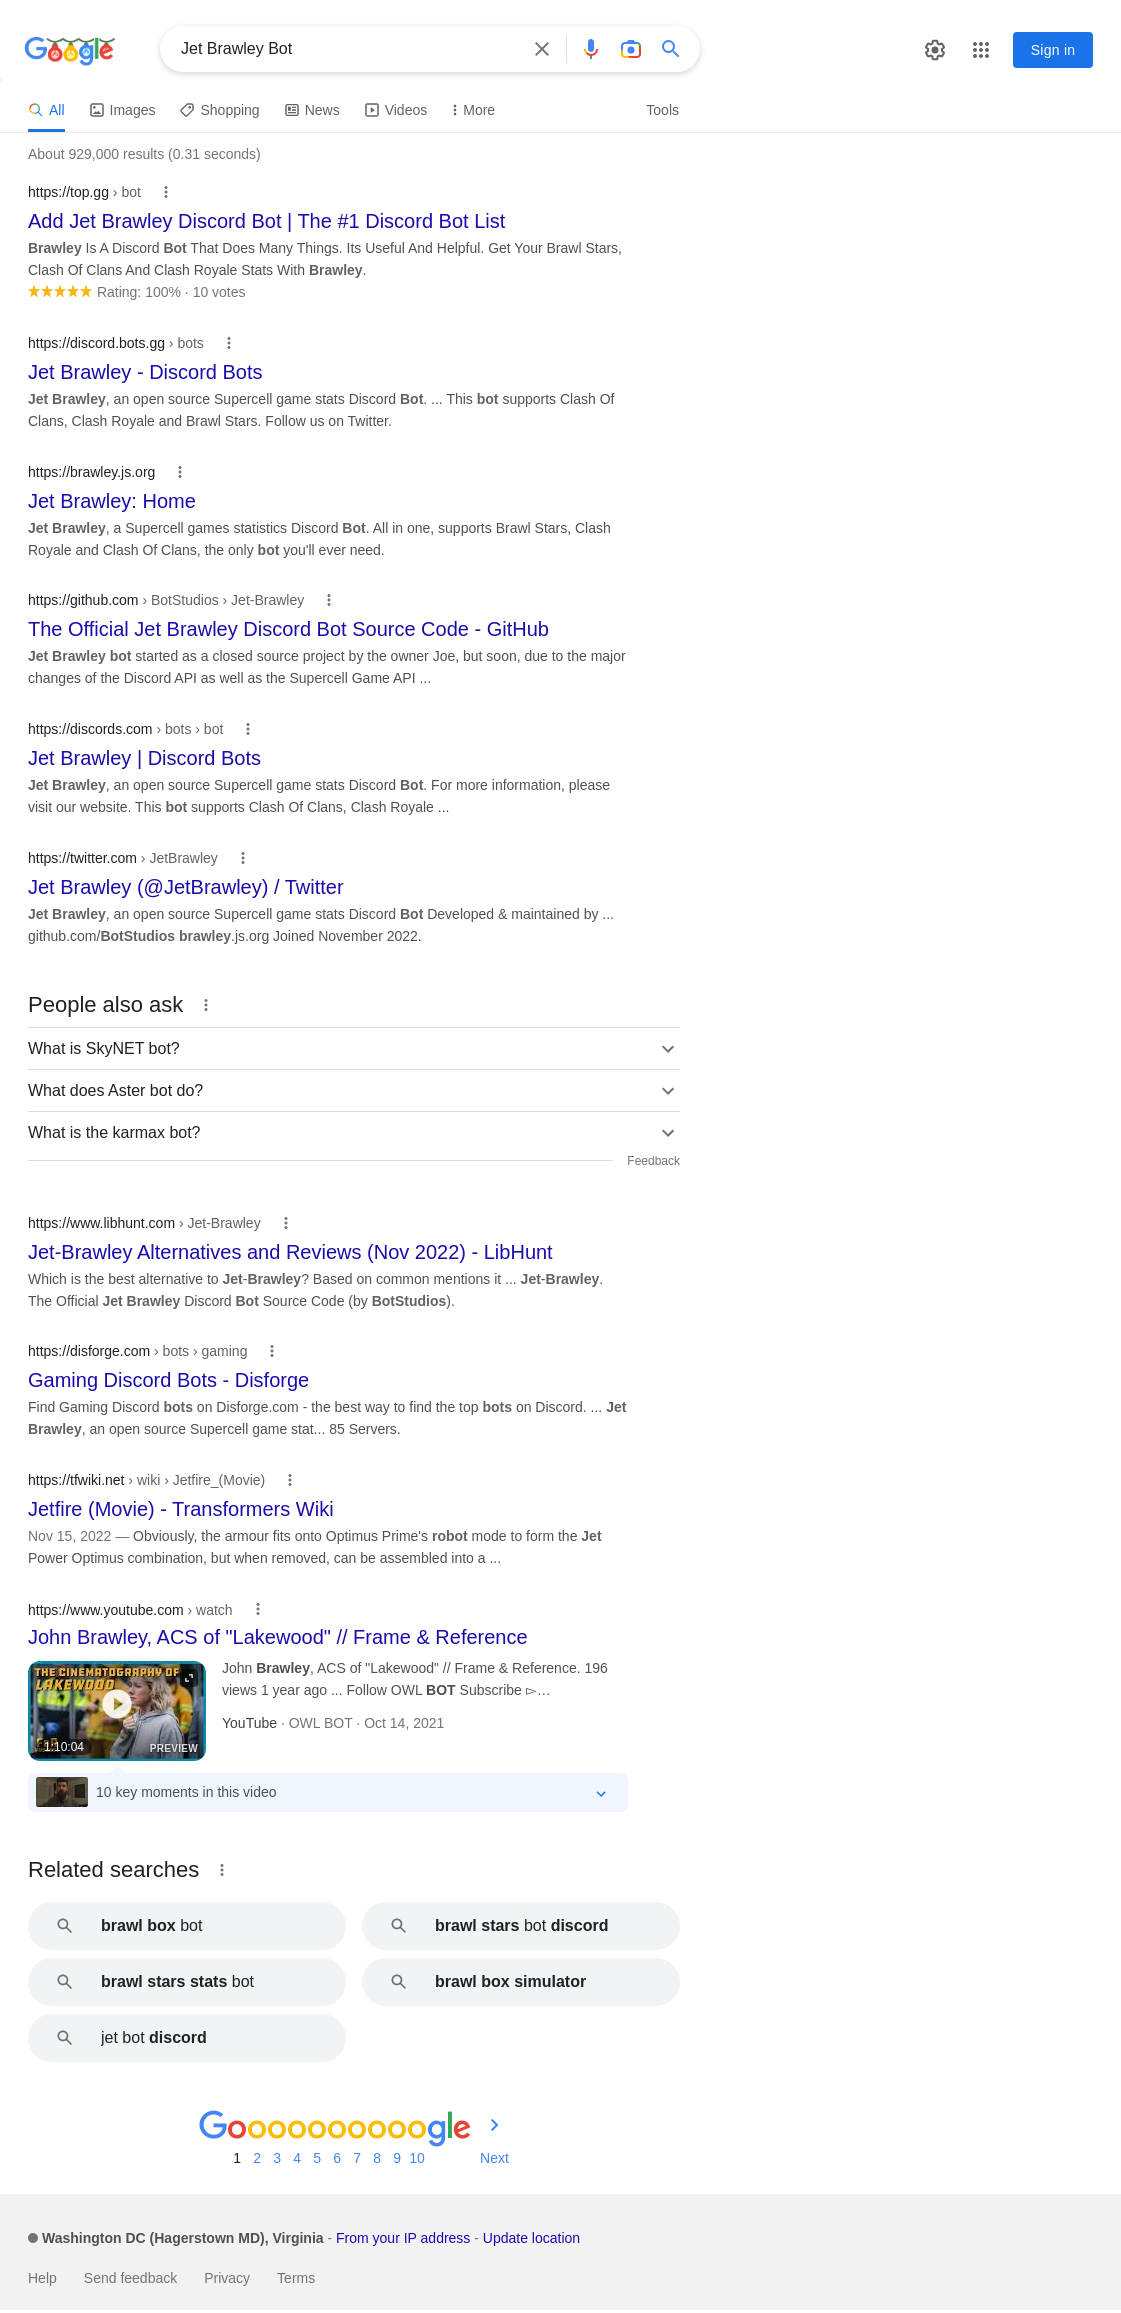 Google
Jet Brawley Bot
Sign in
All
Images
Shopping
News
Videos
More
Tools
About 929,000 results (0.31 seconds)
https://top.gg › bot
Add Jet Brawley Discord Bot | The #1 Discord Bot List
Brawley Is A Discord Bot That Does Many Things. Its Useful And Helpful. Get Your Brawl Stars,
Clash Of Clans And Clash Royale Stats With Brawley.
Rating: 100% · 10 votes
https://discord.bots.gg › bots
Jet Brawley - Discord Bots
Jet Brawley, an open source Supercell game stats Discord Bot. ... This bot supports Clash Of
Clans, Clash Royale and Brawl Stars. Follow us on Twitter.
https://brawley.js.org
Jet Brawley: Home
Jet Brawley, a Supercell games statistics Discord Bot. All in one, supports Brawl Stars, Clash
Royale and Clash Of Clans, the only bot you'll ever need.
https://github.com › BotStudios › Jet-Brawley
The Official Jet Brawley Discord Bot Source Code - GitHub
Jet Brawley bot started as a closed source project by the owner Joe, but soon, due to the major
changes of the Discord API as well as the Supercell Game API ...
https://discords.com › bots › bot
Jet Brawley | Discord Bots
Jet Brawley, an open source Supercell game stats Discord Bot. For more information, please
visit our website. This bot supports Clash Of Clans, Clash Royale ...
https://twitter.com › JetBrawley
Jet Brawley (@JetBrawley) / Twitter
Jet Brawley, an open source Supercell game stats Discord Bot Developed & maintained by ...
github.com/BotStudios brawley.js.org Joined November 2022.
People also ask
What is SkyNET bot?
What does Aster bot do?
What is the karmax bot?
Feedback
https://www.libhunt.com › Jet-Brawley
Jet-Brawley Alternatives and Reviews (Nov 2022) - LibHunt
Which is the best alternative to Jet-Brawley? Based on common mentions it ... Jet-Brawley.
The Official Jet Brawley Discord Bot Source Code (by BotStudios).
https://disforge.com › bots › gaming
Gaming Discord Bots - Disforge
Find Gaming Discord bots on Disforge.com - the best way to find the top bots on Discord. ... Jet
Brawley, an open source Supercell game stat... 85 Servers.
https://tfwiki.net › wiki › Jetfire_(Movie)
Jetfire (Movie) - Transformers Wiki
Nov 15, 2022 — Obviously, the armour fits onto Optimus Prime's robot mode to form the Jet
Power Optimus combination, but when removed, can be assembled into a ...
https://www.youtube.com › watch
John Brawley, ACS of "Lakewood" // Frame & Reference
THE CINEMATOGRAPHY OF
LAKEWOOD
1:10:04
PREVIEW
John Brawley, ACS of "Lakewood" // Frame & Reference. 196
views 1 year ago ... Follow OWL BOT Subscribe ▻…
YouTube · OWL BOT · Oct 14, 2021
10 key moments in this video
Related searches
brawl box bot
brawl stars bot discord
brawl stars stats bot
brawl box simulator
jet bot discord
Goooooooooogle
1 2 3 4 5 6 7 8 9 10 Next
Washington DC (Hagerstown MD), Virginia - From your IP address - Update location
Help Send feedback Privacy Terms